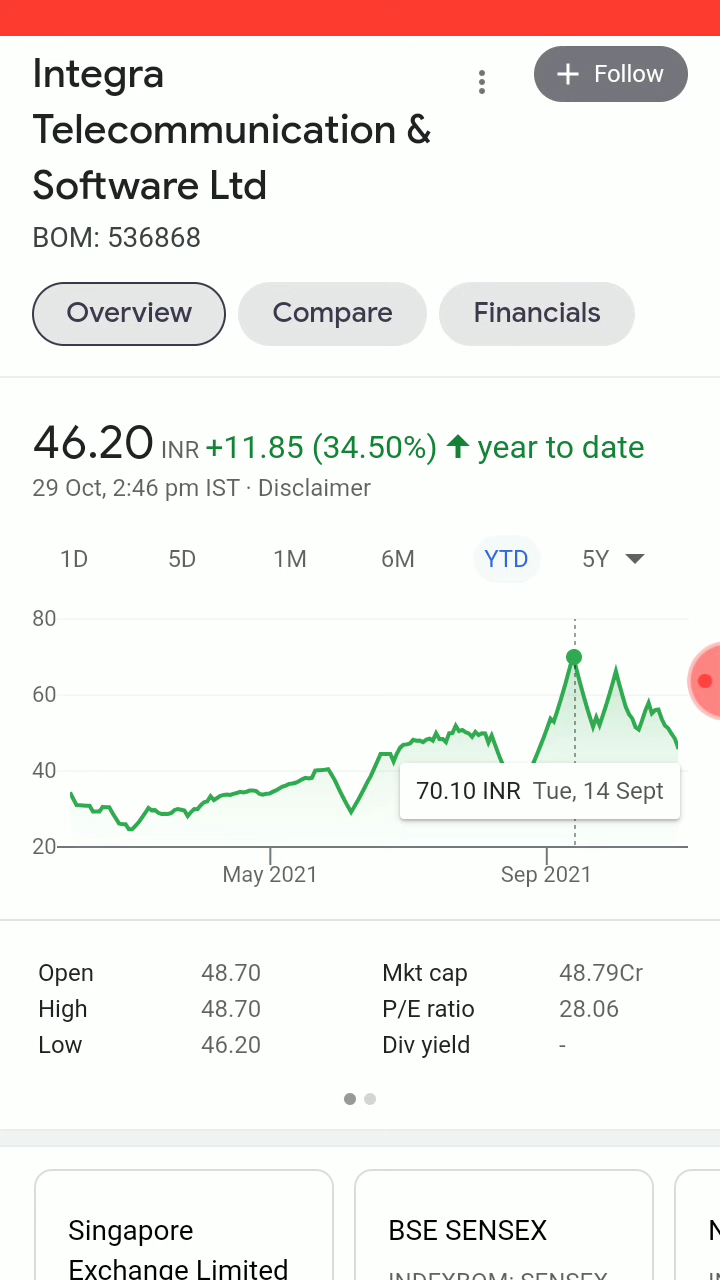 Integra
Telecommunication &
Software Ltd
+ Follow
BOM: 536868
Overview
Compare
Financials
46.20 INR +11.85 (34.50%) ↑ year to date
29 Oct, 2:46 pm IST · Disclaimer
1D 5D 1M 6M YTD 5Y
80
60
40
20
70.10 INR Tue, 14 Sept
May 2021 Sep 2021
Open 48.70 Mkt cap 48.79Cr
High 48.70 P/E ratio 28.06
Low 46.20 Div yield -
Singapore
Exchange Limited
BSE SENSEX
INDEXBOM: SENSEX